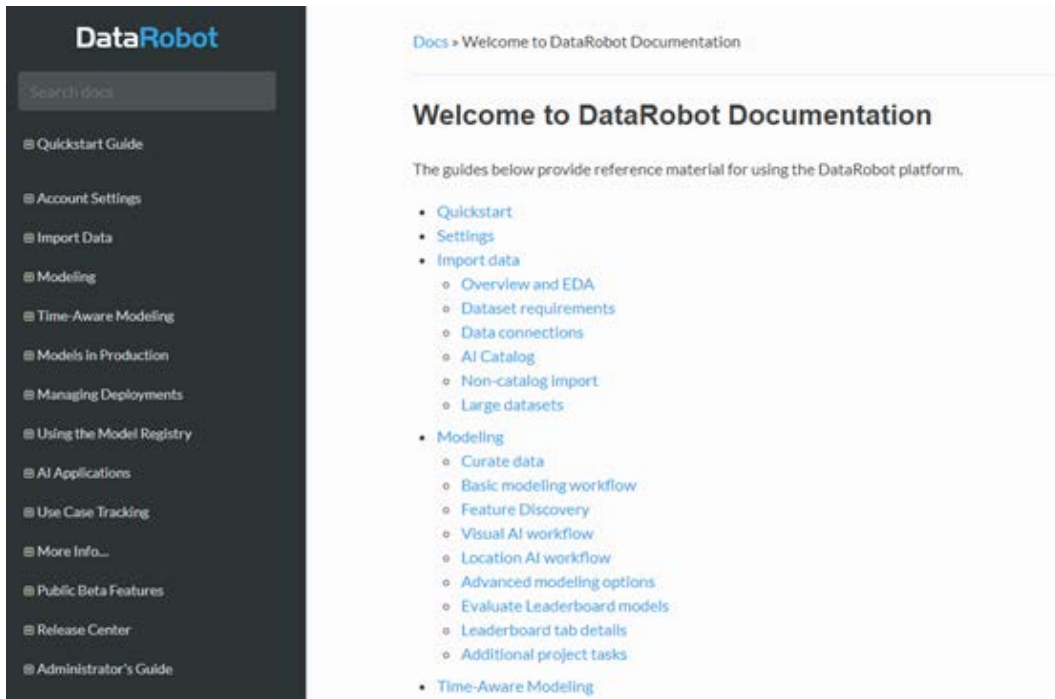 DataRobot
Search docs
Quickstart Guide
Account Settings
Import Data
Modeling
Time-Aware Modeling
Models in Production
Managing Deployments
Using the Model Registry
AI Applications
Use Case Tracking
More Info...
Public Beta Features
Release Center
Administrator's Guide
Docs » Welcome to DataRobot Documentation
Welcome to DataRobot Documentation
The guides below provide reference material for using the DataRobot platform.
Quickstart
Settings
Import data
Overview and EDA
Dataset requirements
Data connections
AI Catalog
Non-catalog import
Large datasets
Modeling
Curate data
Basic modeling workflow
Feature Discovery
Visual AI workflow
Location AI workflow
Advanced modeling options
Evaluate Leaderboard models
Leaderboard tab details
Additional project tasks
Time-Aware Modeling